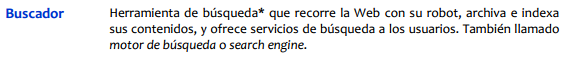 Buscador Herramienta de búsqueda* que recorre la Web con su robot, archiva e indexa
sus contenidos, y ofrece servicios de búsqueda a los usuarios. También llamado
motor de búsqueda o search engine.